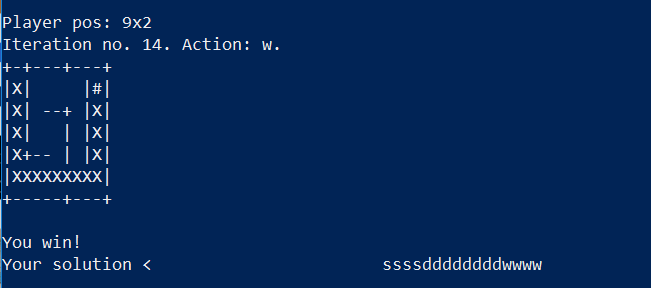 Player pos: 9x2
Iteration no. 14. Action: w.
+-+---+---+
|X|     |#|
|X| --+ |X|
|X|   | |X|
|X+-- | |X|
|XXXXXXXXX|
+-----+---+
You win!
Your solution <                      ssssddddddddwwww